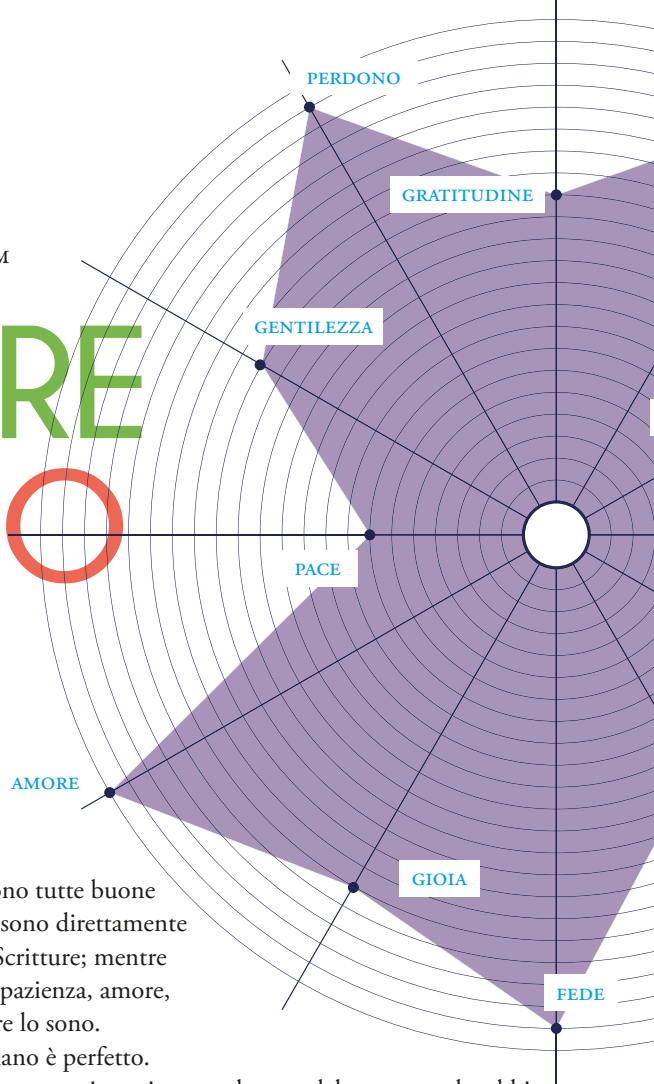 PERDONO
GRATITUDINE
M
GENTILEZZA
RE
O
PACE
AMORE
GIOIA
no tutte buone
sono direttamente
Scritture; mentre
pazienza, amore,
re lo sono.
ano è perfetto.
FEDE